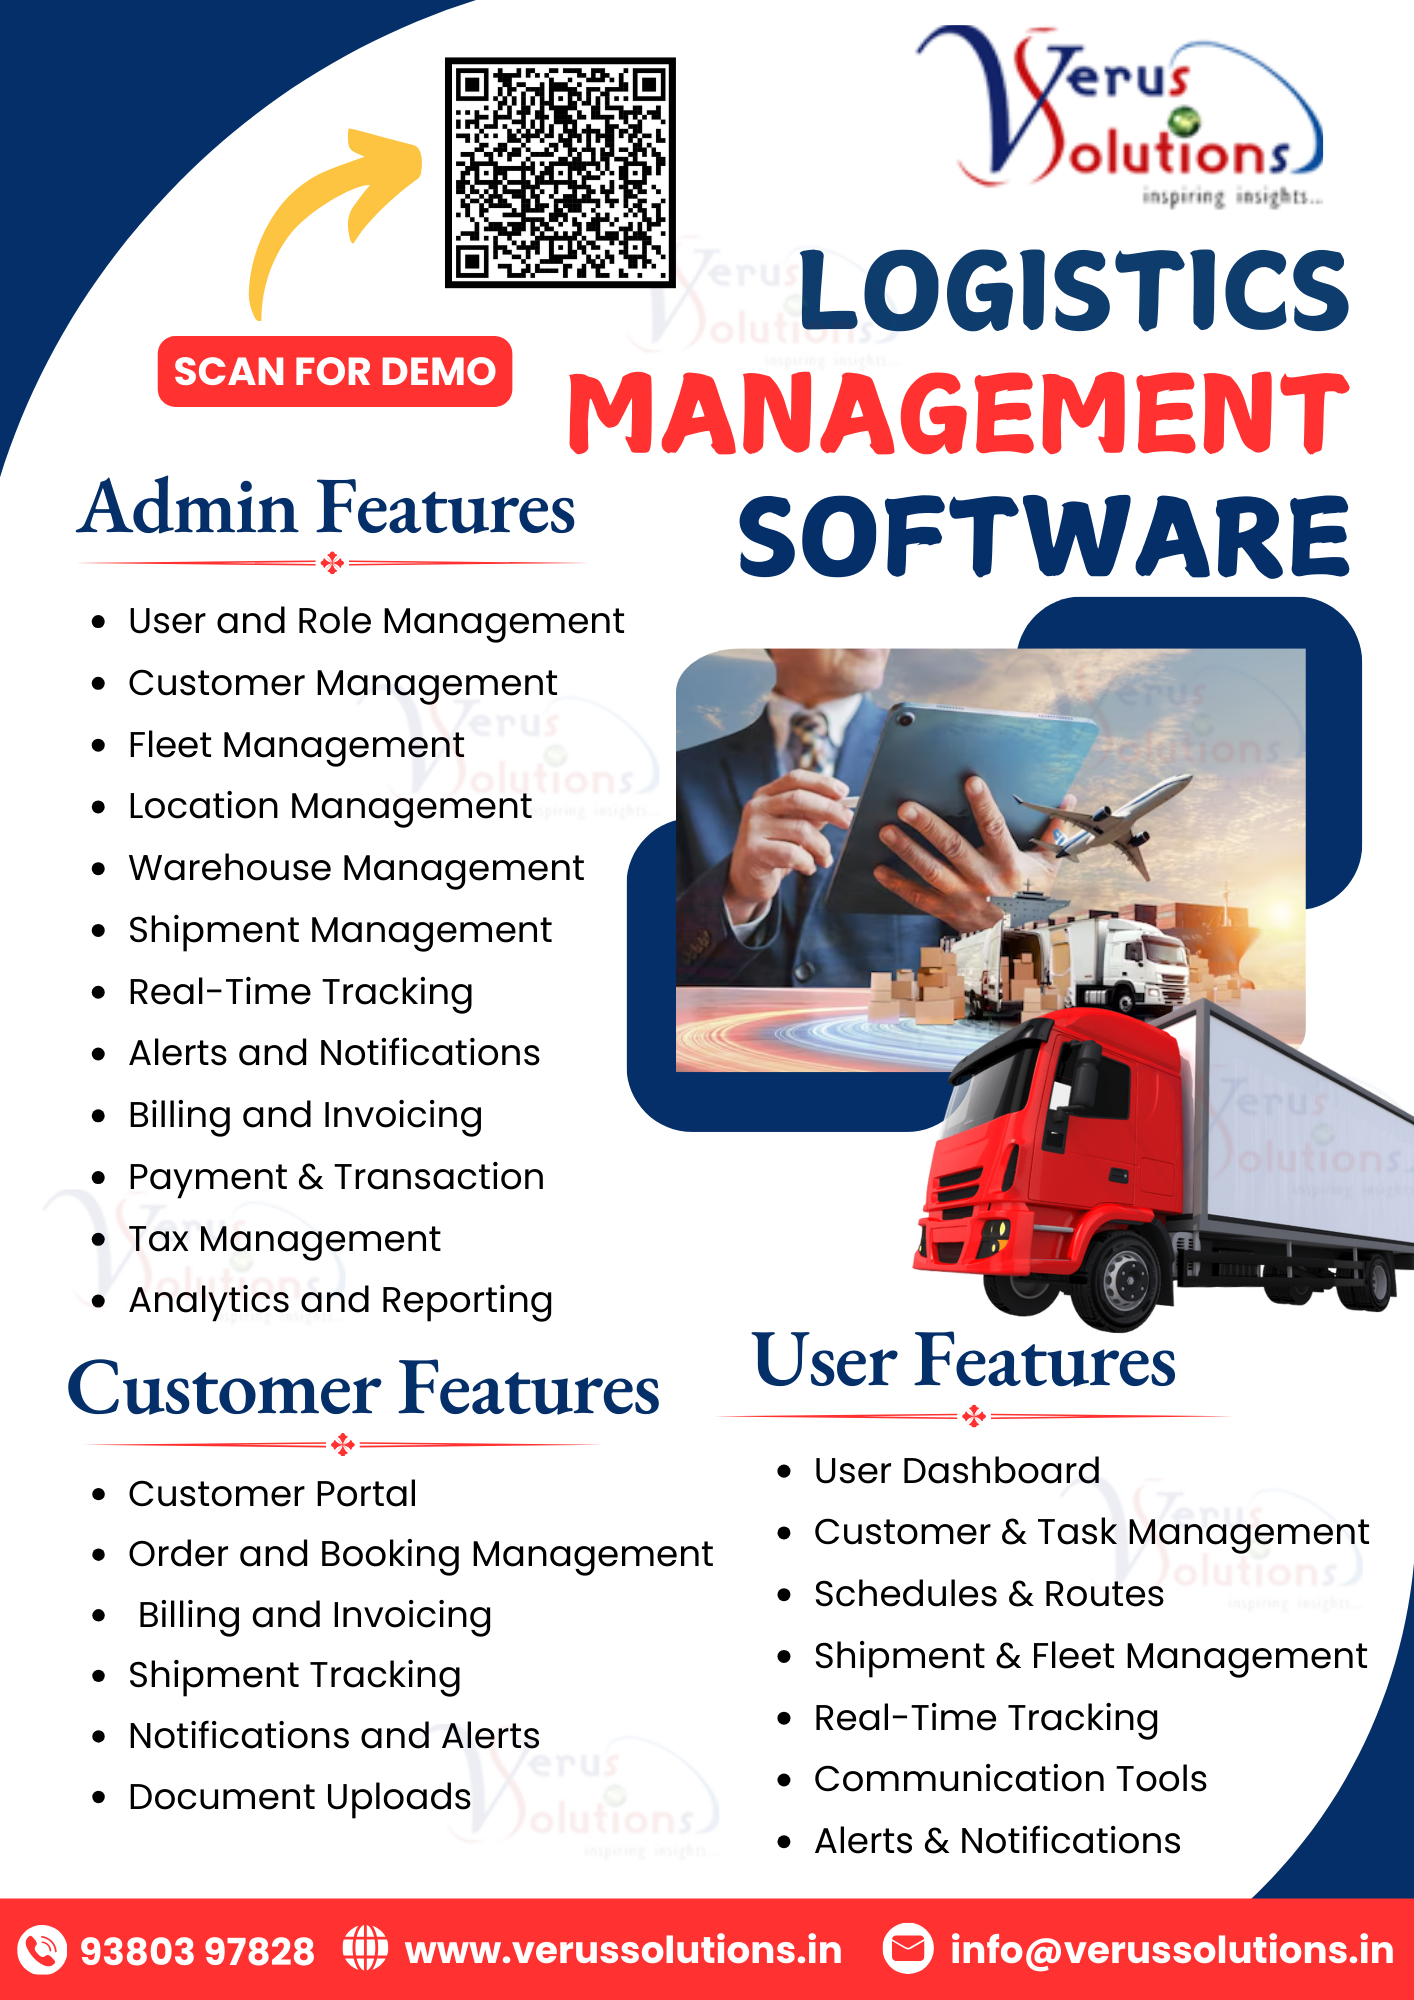 Verus
Solutions
inspiring insights...
SCAN FOR DEMO
LOGISTICS
MANAGEMENT
SOFTWARE
Admin Features
• User and Role Management
• Customer Management
• Fleet Management
• Location Management
• Warehouse Management
• Shipment Management
• Real-Time Tracking
• Alerts and Notifications
• Billing and Invoicing
• Payment & Transaction
• Tax Management
• Analytics and Reporting
Customer Features
• Customer Portal
• Order and Booking Management
• Billing and Invoicing
• Shipment Tracking
• Notifications and Alerts
• Document Uploads
User Features
• User Dashboard
• Customer & Task Management
• Schedules & Routes
• Shipment & Fleet Management
• Real-Time Tracking
• Communication Tools
• Alerts & Notifications
93803 97828 www.verussolutions.in info@verussolutions.in